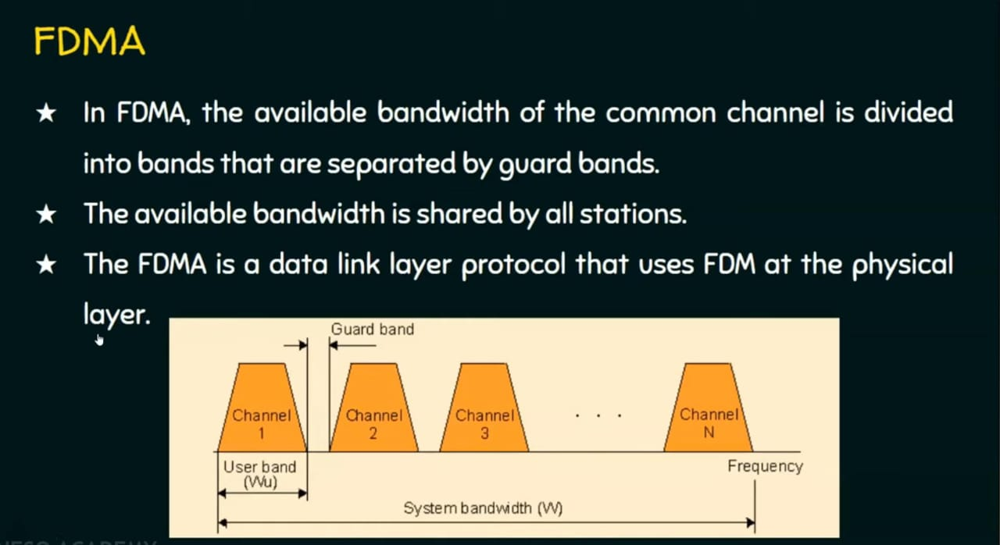 FDMA
★ In FDMA, the available bandwidth of the common channel is divided
into bands that are separated by guard bands.
★ The available bandwidth is shared by all stations.
★ The FDMA is a data link layer protocol that uses FDM at the physical
layer.
Guard band
Channel
1
Channel
2
Channel
3
. . .
Channel
N
User band
(Wu)
Frequency
System bandwidth (W)
NESO ACADEMY